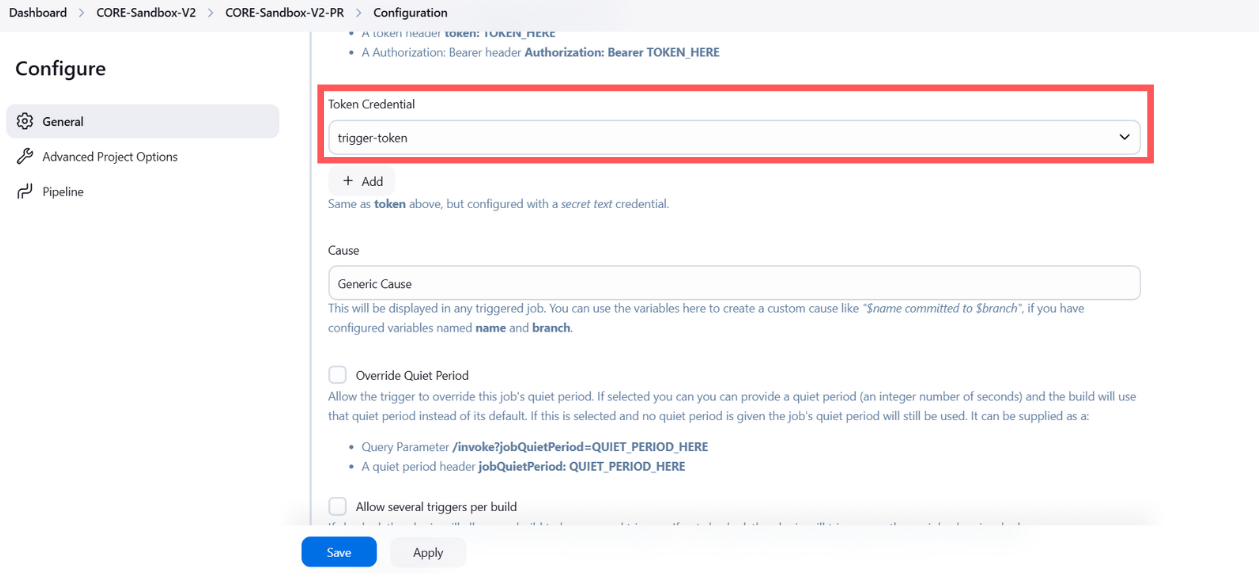 Dashboard > CORE-Sandbox-V2 > CORE-Sandbox-V2-PR > Configuration
Configure
General
Advanced Project Options
Pipeline
• A token header token: TOKEN_HERE
• A Authorization: Bearer header Authorization: Bearer TOKEN_HERE
Token Credential
trigger-token
+ Add
Same as token above, but configured with a secret text credential.
Cause
Generic Cause
This will be displayed in any triggered job. You can use the variables here to create a custom cause like "$name committed to $branch", if you have
configured variables named name and branch.
Override Quiet Period
Allow the trigger to override this job's quiet period. If selected you can you can provide a quiet period (an integer number of seconds) and the build will use
that quiet period instead of its default. If this is selected and no quiet period is given the job's quiet period will still be used. It can be supplied as a:
• Query Parameter /invoke?jobQuietPeriod=QUIET_PERIOD_HERE
• A quiet period header jobQuietPeriod: QUIET_PERIOD_HERE
Allow several triggers per build
Save
Apply